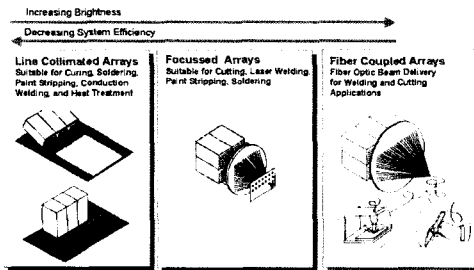 Increasing Brightness
Decreasing System Efficiency
Line Collimated Arrays
Suitable for Curing, Soldering,
Paint Stripping, Conduction
Welding, and Heat Treatment
Focussed Arrays
Suitable for Cutting, Laser Welding,
Paint Stripping, Soldering
Fiber Coupled Arrays
Fiber Optic Beam Delivery
for Welding and Cutting
Applications